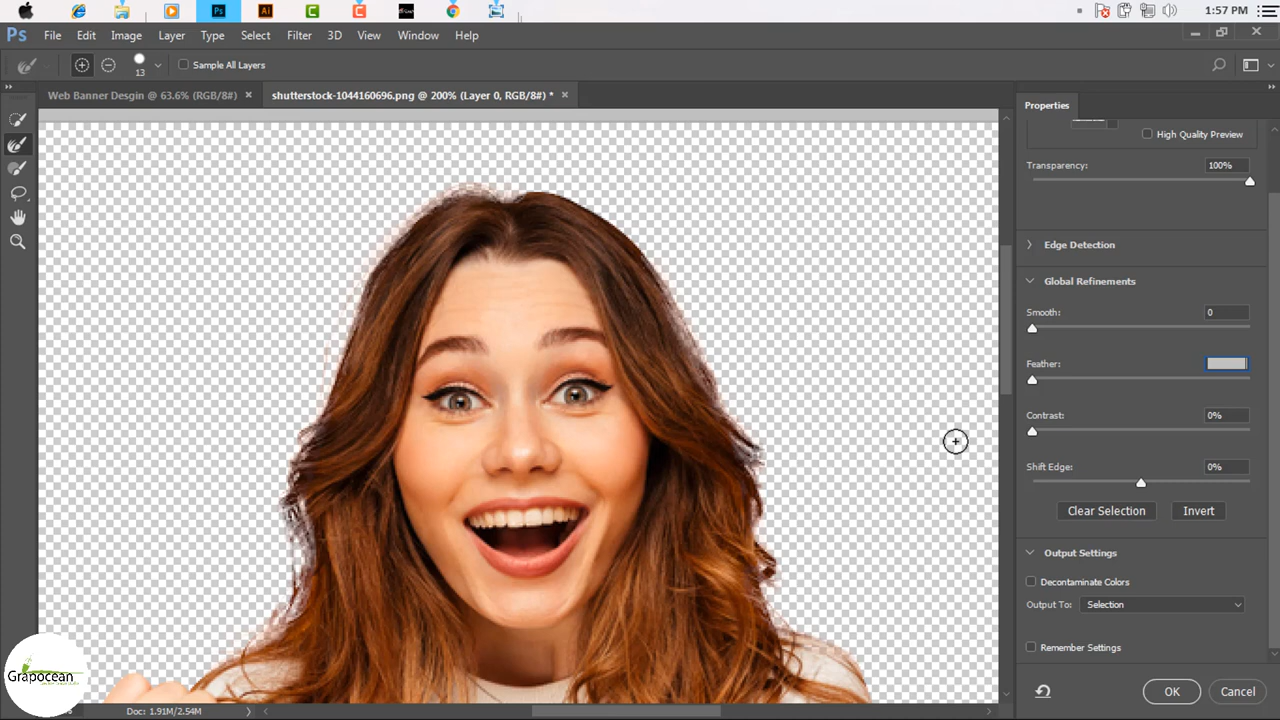 1:57 PM
Ps File Edit Image Layer Type Select Filter 3D View Window Help
13 Sample All Layers
Web Banner Desgin @ 63.6% (RGB/8#) shutterstock-1044160696.png @ 200% (Layer 0, RGB/8#) *
Properties
High Quality Preview
Transparency: 100%
Edge Detection
Global Refinements
Smooth: 0
Feather:
Contrast: 0%
Shift Edge: 0%
Clear Selection Invert
Output Settings
Decontaminate Colors
Output To: Selection
Remember Settings
OK Cancel
Grapocean
Doc: 1.91M/2.54M